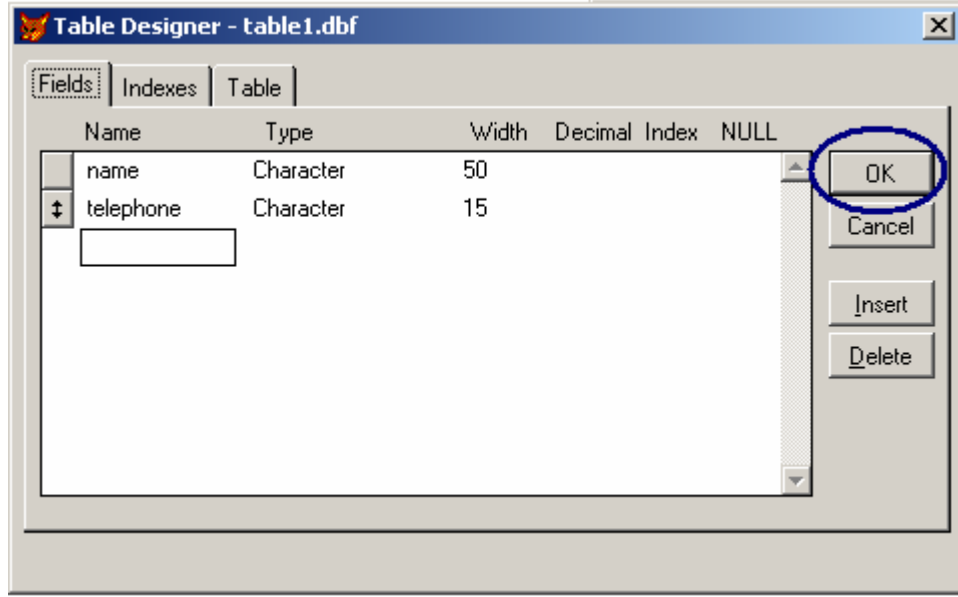 Table Designer - table1.dbf
Fields Indexes Table
Name Type Width Decimal Index NULL
name Character 50
OK
telephone Character 15
Cancel
Insert
Delete